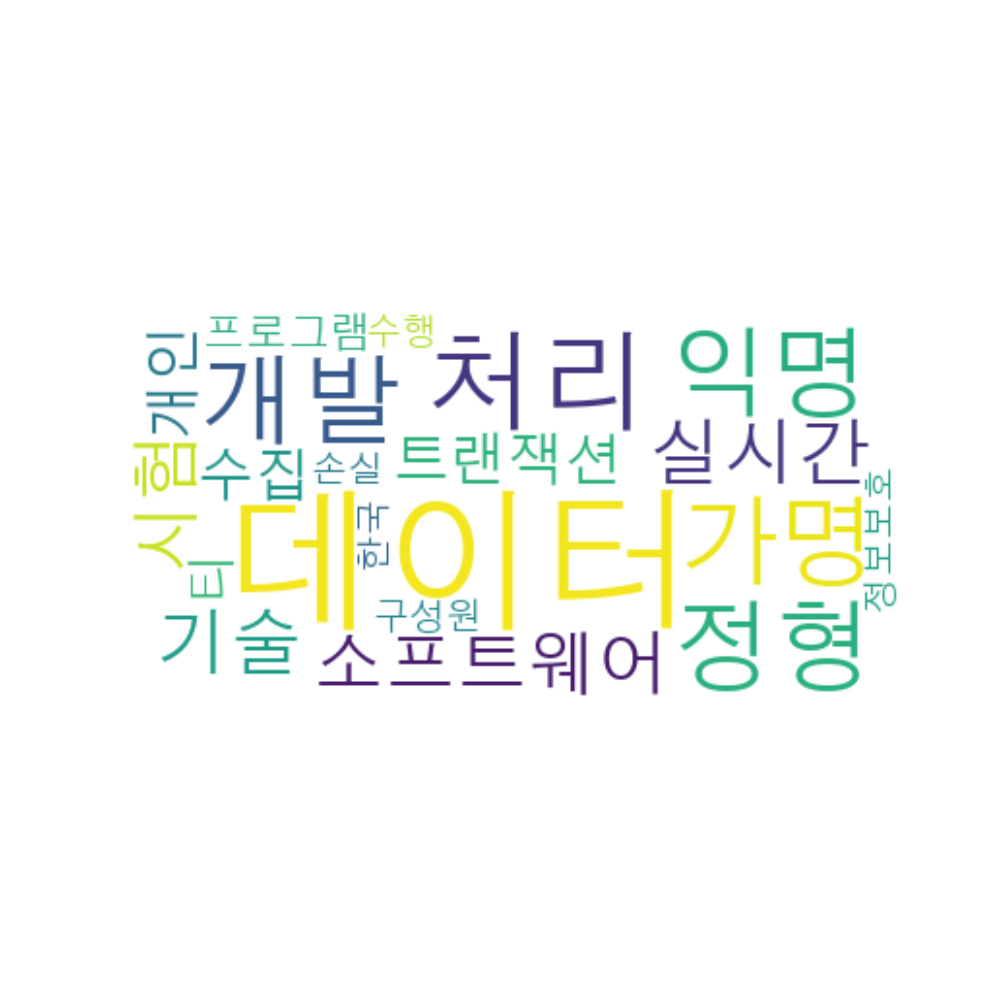 프로그램
수행
개인
개발
처리
익명
시험
수집
손실
트랜잭션
실시간
데이터
한국
가명
정보보호
티
기술
구성원
소프트웨어
정형